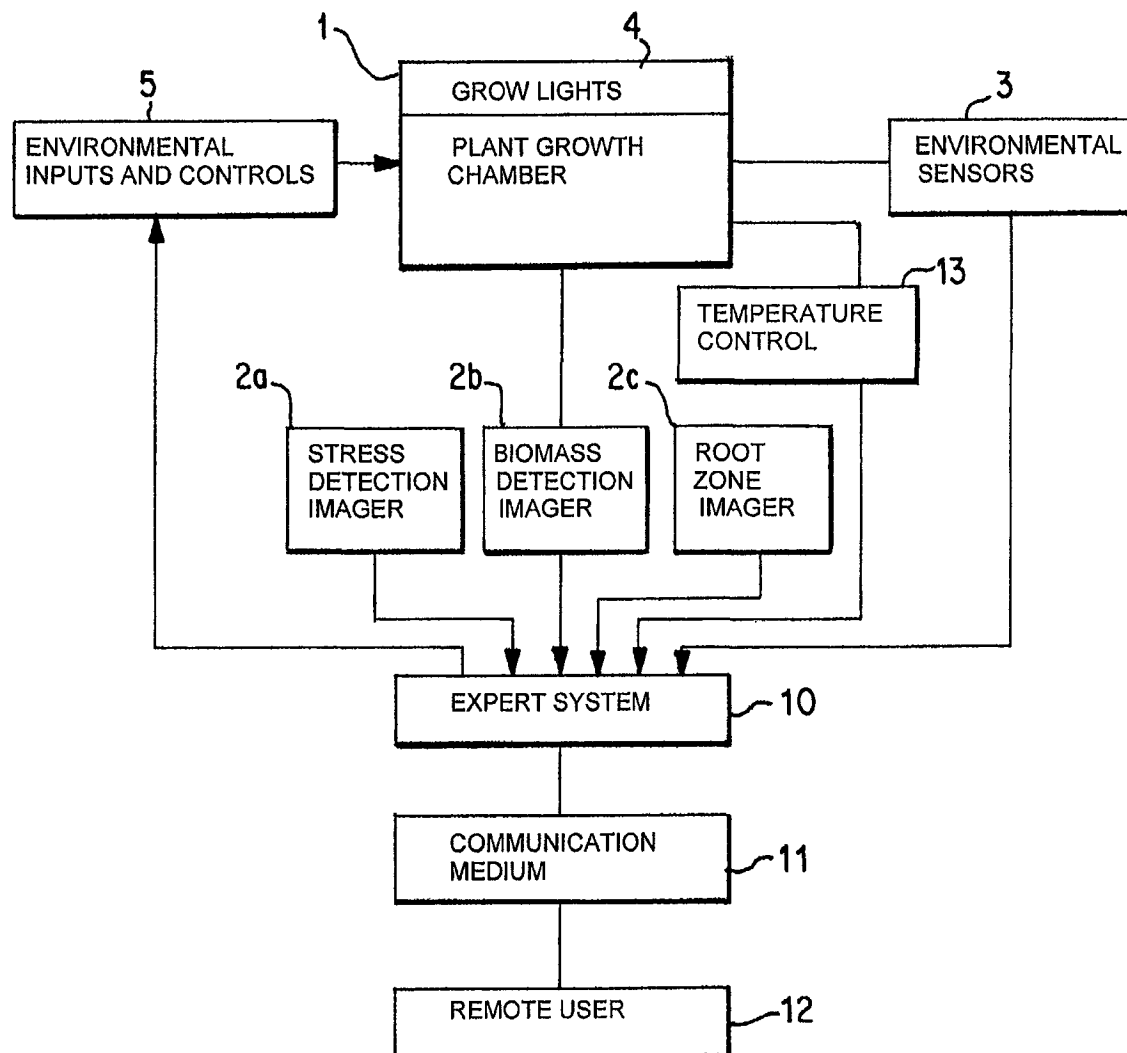 1
4
5
3
GROW LIGHTS
ENVIRONMENTAL
INPUTS AND CONTROLS
PLANT GROWTH
CHAMBER
ENVIRONMENTAL
SENSORS
13
TEMPERATURE
CONTROL
2a
2b
2c
STRESS
DETECTION
IMAGER
BIOMASS
DETECTION
IMAGER
ROOT
ZONE
IMAGER
EXPERT SYSTEM
10
COMMUNICATION
MEDIUM
11
REMOTE USER
12